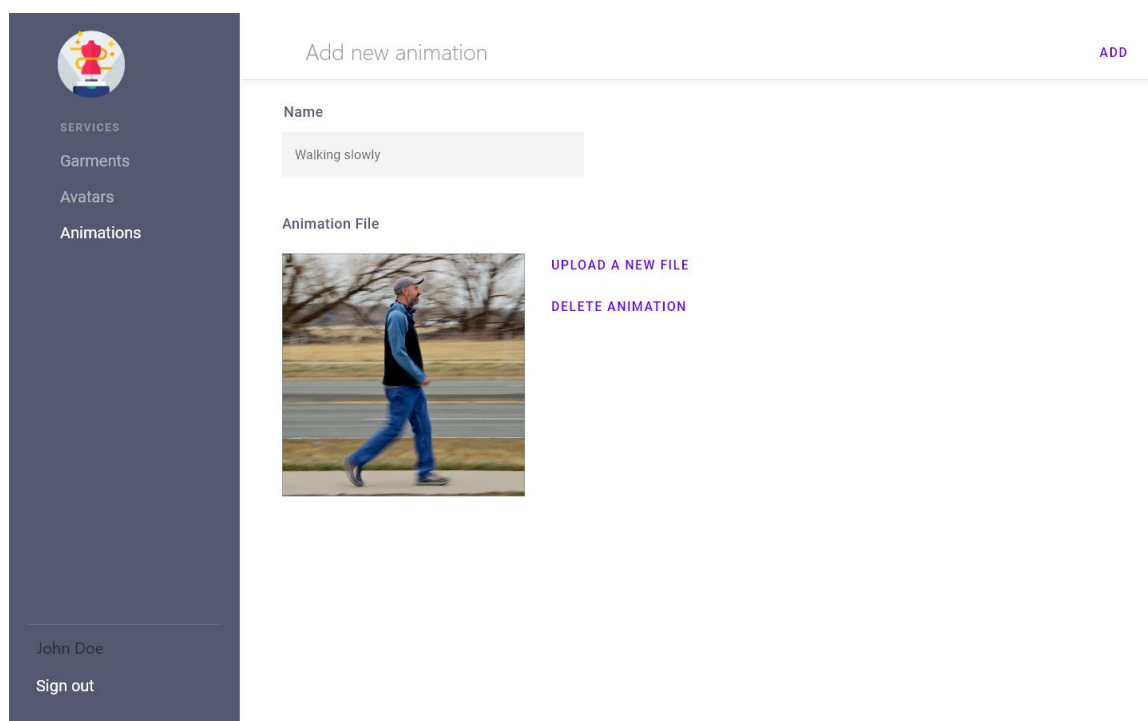 SERVICES
Garments
Avatars
Animations
John Doe
Sign out
Add new animation
ADD
Name
Walking slowly
Animation File
UPLOAD A NEW FILE
DELETE ANIMATION